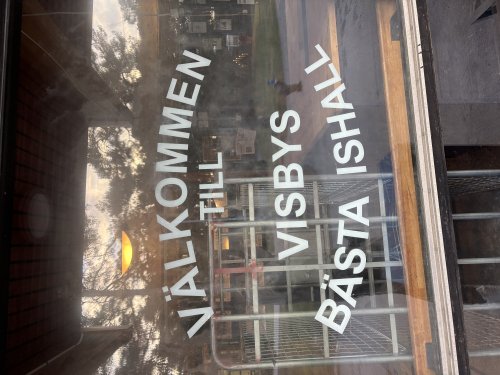 VÄLKOMMEN
TILL
VISBYS
BÄSTA ISHALL